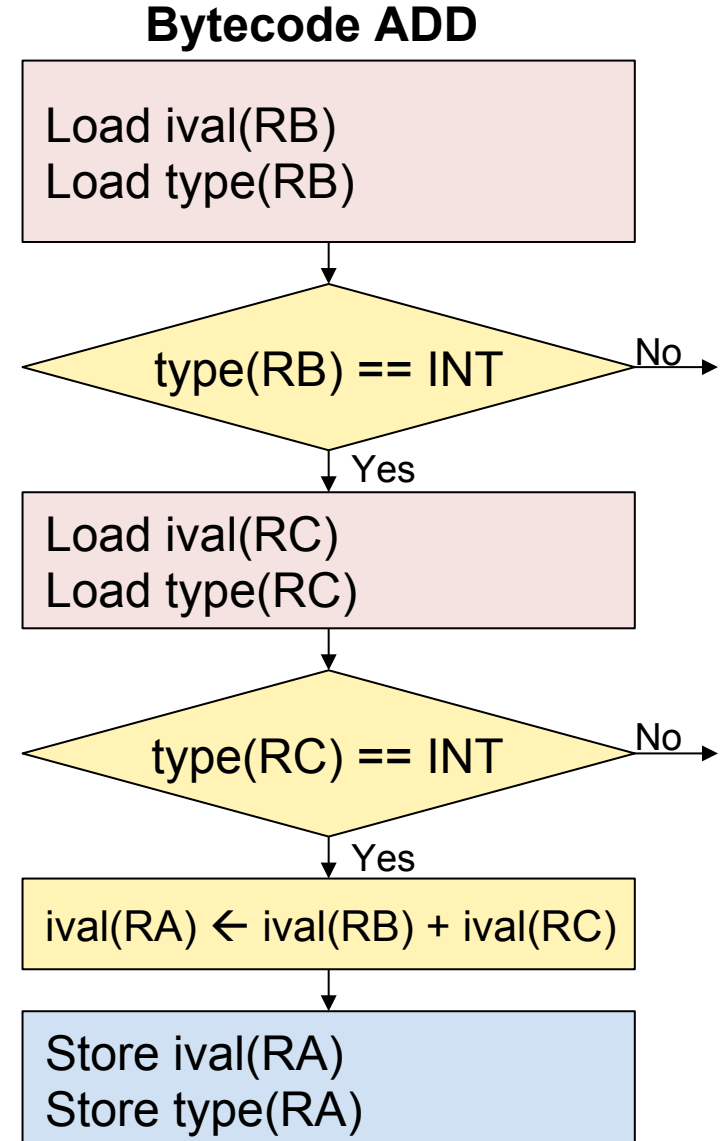 Bytecode ADD
Load ival(RB)
Load type(RB)
type(RB) == INT
No
Yes
Load ival(RC)
Load type(RC)
type(RC) == INT
No
Yes
ival(RA) ← ival(RB) + ival(RC)
Store ival(RA)
Store type(RA)